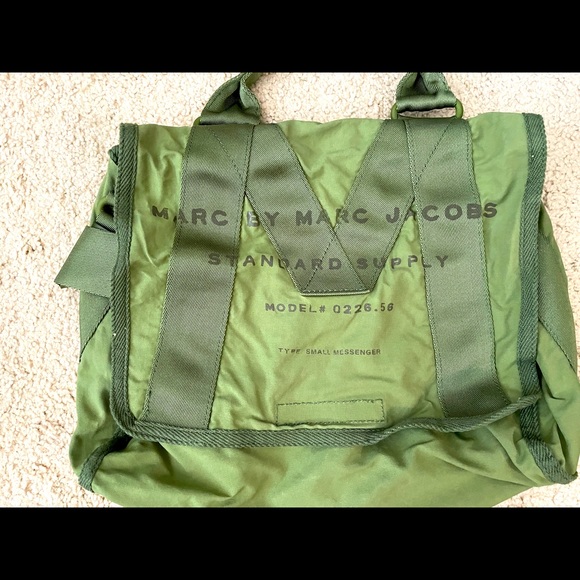 MARC BY MARC JACOBS
STANDARD SUPPLY
MODEL# 0226.56
TYPE: SMALL MESSENGER